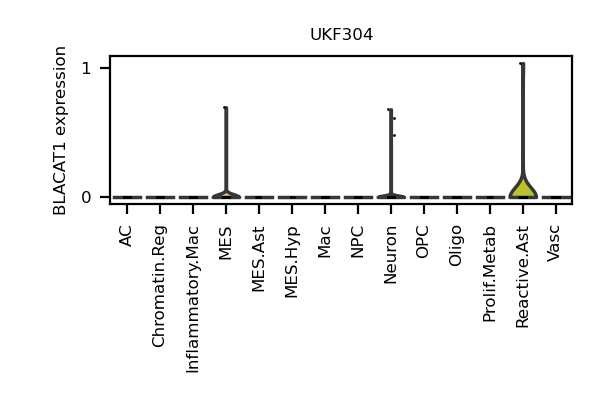 UKF304
BLACAT1 expression
1
0
AC
Chromatin.Reg
Inflammatory.Mac
MES
MES.Ast
MES.Hyp
Mac
NPC
Neuron
OPC
Oligo
Prolif.Metab
Reactive.Ast
Vasc